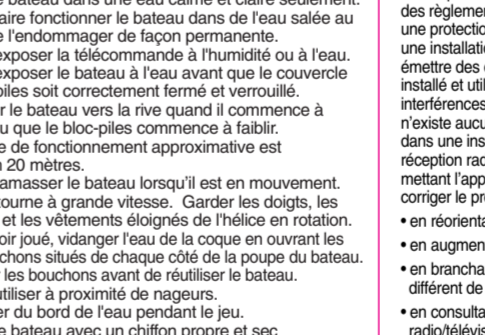 bateau dans une eau calme et claire seulement.
aire fonctionner le bateau dans de l'eau salée au
e l'endommager de façon permanente.
exposer la télécommande à l'humidité ou à l'eau.
exposer le bateau à l'eau avant que le couvercle
piles soit correctement fermé et verrouillé.
r le bateau vers la rive quand il commence à
u que le bloc-piles commence à faiblir.
e de fonctionnement approximative est
n 20 mètres.
amasser le bateau lorsqu'il est en mouvement.
tourne à grande vitesse. Garder les doigts, les
et les vêtements éloignés de l'hélice en rotation.
oir joué, vidanger l'eau de la coque en ouvrant les
chons situés de chaque côté de la poupe du bateau.
r les bouchons avant de réutiliser le bateau.
utiliser à proximité de nageurs.
er du bord de l'eau pendant le jeu.
e bateau avec un chiffon propre et sec
des règlemen
une protectio
une installati
émettre des
installé et util
interférences
n'existe aucu
dans une ins
réception rad
mettant l'app
corriger le pr
• en réorienta
• en augmen
• en brancha
différent de
• en consulta
radio/télévis